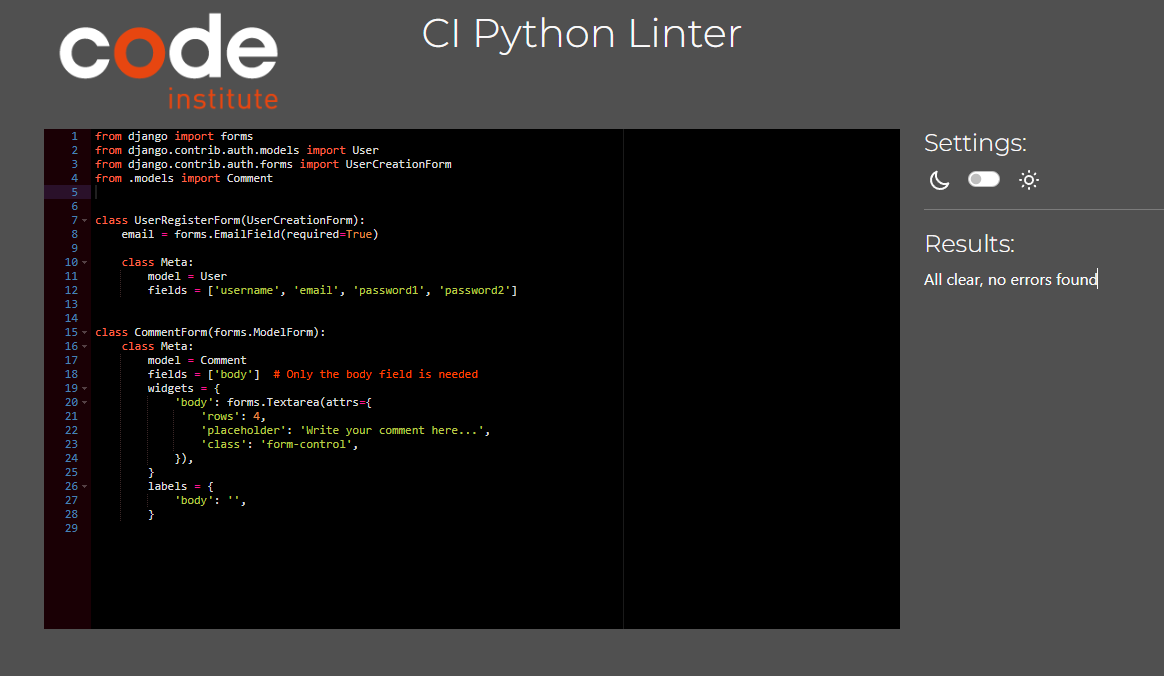 code
institute
CI Python Linter
1 from django import forms
2 from django.contrib.auth.models import User
3 from django.contrib.auth.forms import UserCreationForm
4 from .models import Comment
5
6
7 class UserRegisterForm(UserCreationForm):
8     email = forms.EmailField(required=True)
9
10     class Meta:
11         model = User
12         fields = ['username', 'email', 'password1', 'password2']
13
14
15 class CommentForm(forms.ModelForm):
16     class Meta:
17         model = Comment
18         fields = ['body']  # Only the body field is needed
19         widgets = {
20             'body': forms.Textarea(attrs={
21                 'rows': 4,
22                 'placeholder': 'Write your comment here...',
23                 'class': 'form-control',
24             }),
25         }
26         labels = {
27             'body': '',
28         }
29
Settings:
Results:
All clear, no errors found